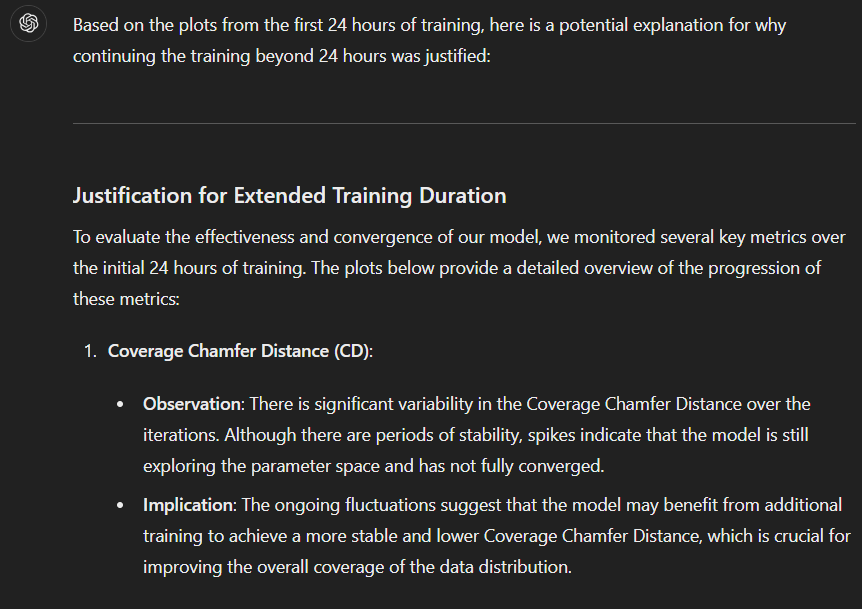 Based on the plots from the first 24 hours of training, here is a potential explanation for why
continuing the training beyond 24 hours was justified:
Justification for Extended Training Duration
To evaluate the effectiveness and convergence of our model, we monitored several key metrics over
the initial 24 hours of training. The plots below provide a detailed overview of the progression of
these metrics:
1. Coverage Chamfer Distance (CD):
• Observation: There is significant variability in the Coverage Chamfer Distance over the
iterations. Although there are periods of stability, spikes indicate that the model is still
exploring the parameter space and has not fully converged.
• Implication: The ongoing fluctuations suggest that the model may benefit from additional
training to achieve a more stable and lower Coverage Chamfer Distance, which is crucial for
improving the overall coverage of the data distribution.